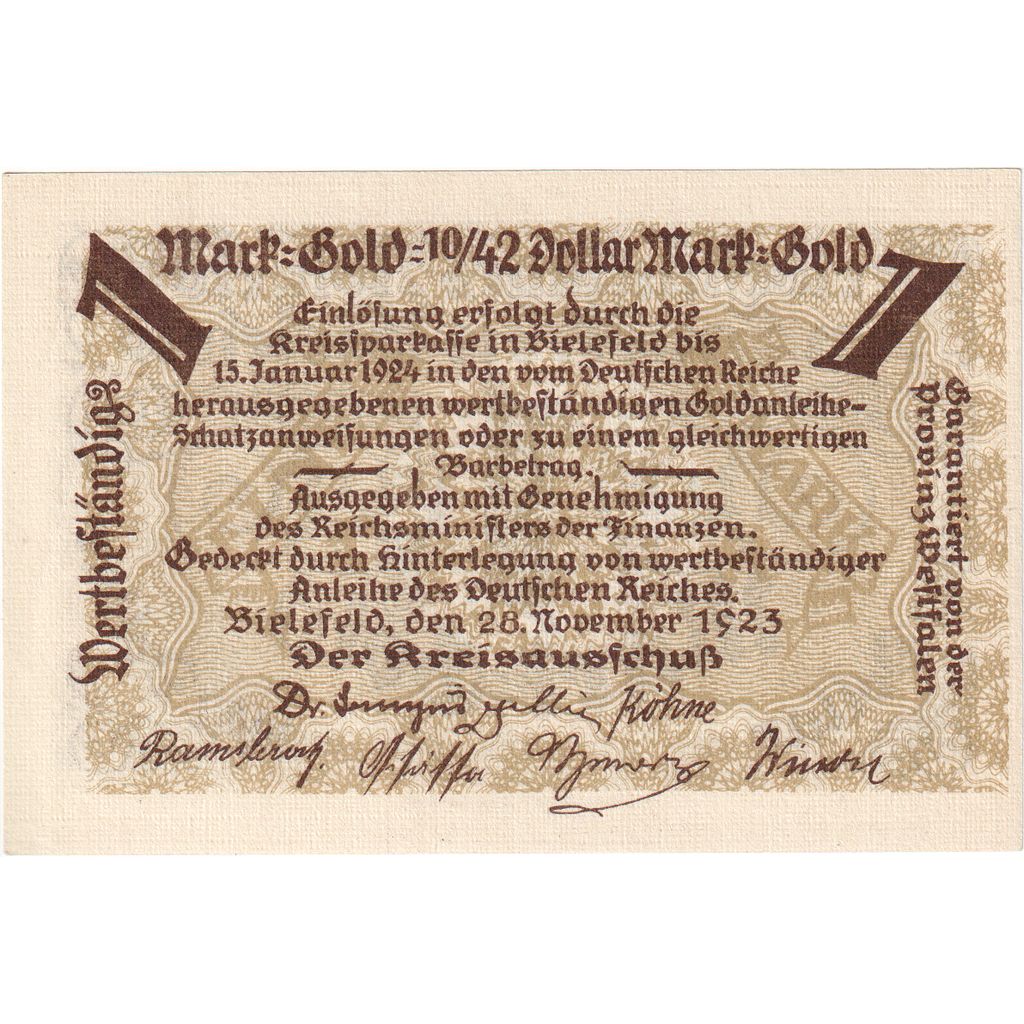 1 Mark=Gold=10/42 Dollar Mark=Gold 1
Einlösung erfolgt durch die
Kreissparkasse in Bielefeld bis
15. Januar 1924 in den vom Deutschen Reiche
herausgegebenen wertbeständigen Goldanleihe-
Schatzanweisungen oder zu einem gleichwertigen
Barbetrag.
Ausgegeben mit Genehmigung
des Reichsministers der Finanzen.
Gedeckt durch Hinterlegung von wertbeständiger
Anleihe des Deutschen Reiches.
Bielefeld, den 28. November 1923
Der Kreisausschuß
Dr. Köhne
Wertbeständig
Garantiert von der
Provinz Westfalen